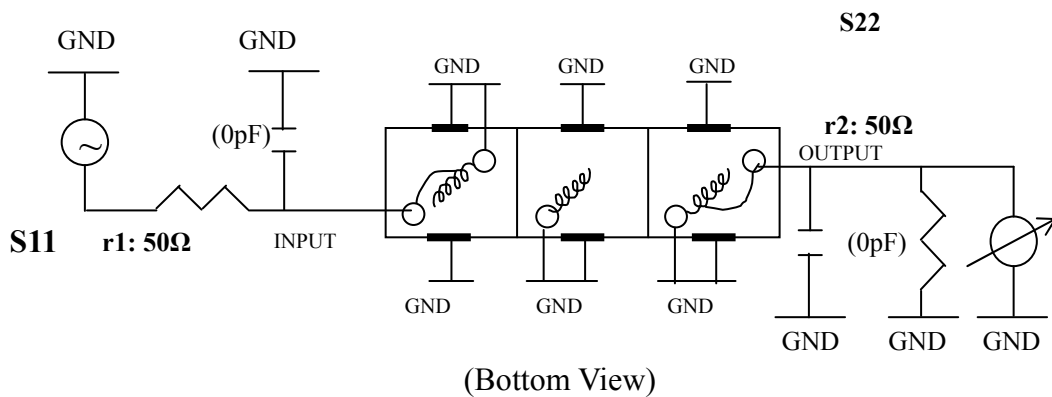 S22
GND
GND
GND
GND
GND
(0pF)
r2: 50Ω
OUTPUT
S11
r1: 50Ω
INPUT
(0pF)
GND
GND
GND
GND
GND
GND
(Bottom View)